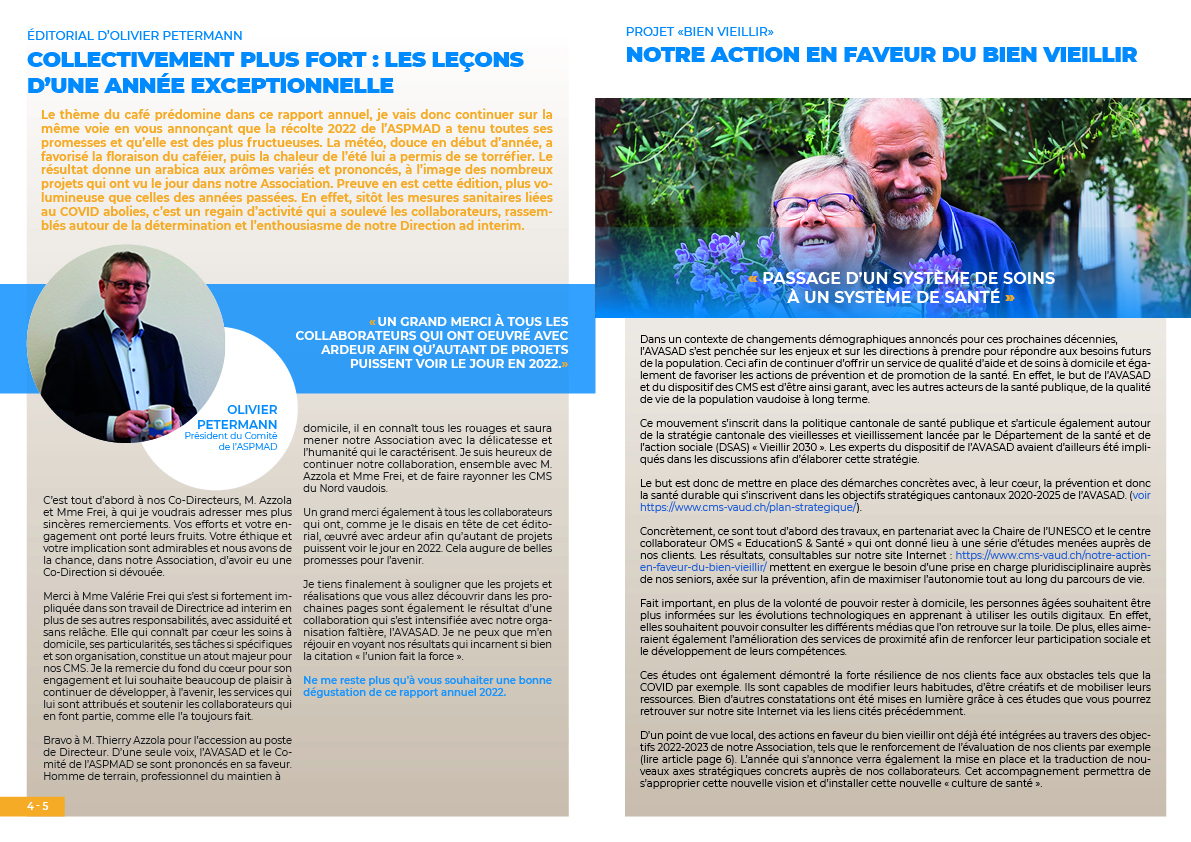 ÉDITORIAL D'OLIVIER PETERMANN
COLLECTIVEMENT PLUS FORT : LES LEÇONS
D'UNE ANNÉE EXCEPTIONNELLE
Le thème du café prédomine dans ce rapport annuel, je vais donc continuer sur la
même voie en vous annonçant que la récolte 2022 de l'ASPMAD a tenu toutes ses
promesses et qu'elle est des plus fructueuses. La météo, douce en début d'année, a
favorisé la floraison du caféier, puis la chaleur de l'été lui a permis de se torréfier. Le
résultat donne un arabica aux arômes variés et prononcés, à l'image des nombreux
projets qui ont vu le jour dans notre Association. Preuve en est cette édition, plus vo-
lumineuse que celles des années passées. En effet, sitôt les mesures sanitaires liées
au COVID abolies, c'est un regain d'activité qui a soulevé les collaborateurs, rassem-
blés autour de la détermination et l'enthousiasme de notre Direction ad interim.
«UN GRAND MERCI À TOUS LES
COLLABORATEURS QUI ONT OEUVRÉ AVEC
ARDEUR AFIN QU'AUTANT DE PROJETS
PUISSENT VOIR LE JOUR EN 2022.»
OLIVIER
PETERMANN
Président du Comité
de l'ASPMAD
C'est tout d'abord à nos Co-Directeurs, M. Azzola
et Mme Frei, à qui je voudrais adresser mes plus
sincères remerciements. Vos efforts et votre en-
gagement ont porté leurs fruits. Votre éthique et
votre implication sont admirables et nous avons de
la chance, dans notre Association, d'avoir eu une
Co-Direction si dévouée.
Merci à Mme Valérie Frei qui s'est si fortement im-
pliquée dans son travail de Directrice ad interim en
plus de ses autres responsabilités, avec assiduité et
sans relâche. Elle qui connaît par cœur les soins à
domicile, ses particularités, ses tâches si spécifiques
et son organisation, constitue un atout majeur pour
nos CMS. Je la remercie du fond du cœur pour son
engagement et lui souhaite beaucoup de plaisir à
continuer de développer, à l'avenir, les services qui
lui sont attribués et soutenir les collaborateurs qui
en font partie, comme elle l'a toujours fait.
Bravo à M. Thierry Azzola pour l'accession au poste
de Directeur. D'une seule voix, l'AVASAD et le Co-
mité de l'ASPMAD se sont prononcés en sa faveur.
Homme de terrain, professionnel du maintien à
domicile, il en connaît tous les rouages et saura
mener notre Association avec la délicatesse et
l'humanité qui le caractérisent. Je suis heureux de
continuer notre collaboration, ensemble avec M.
Azzola et Mme Frei, et de faire rayonner les CMS
du Nord vaudois.
Un grand merci également à tous les collaborateurs
qui ont, comme je le disais en tête de cet édito-
rial, œuvré avec ardeur afin qu'autant de projets
puissent voir le jour en 2022. Cela augure de belles
promesses pour l'avenir.
Je tiens finalement à souligner que les projets et
réalisations que vous allez découvrir dans les pro-
chaines pages sont également le résultat d'une
collaboration qui s'est intensifiée avec notre orga-
nisation faîtière, l'AVASAD. Je ne peux que m'en
réjouir en voyant nos résultats qui incarnent si bien
la citation « l'union fait la force ».
Ne me reste plus qu'à vous souhaiter une bonne
dégustation de ce rapport annuel 2022.
4 - 5
PROJET «BIEN VIEILLIR»
NOTRE ACTION EN FAVEUR DU BIEN VIEILLIR
« PASSAGE D'UN SYSTÈME DE SOINS
À UN SYSTÈME DE SANTÉ »
Dans un contexte de changements démographiques annoncés pour ces prochaines décennies,
l'AVASAD s'est penchée sur les enjeux et sur les directions à prendre pour répondre aux besoins futurs
de la population. Ceci afin de continuer d'offrir un service de qualité d'aide et de soins à domicile et éga-
lement de favoriser les actions de prévention et de promotion de la santé. En effet, le but de l'AVASAD
et du dispositif des CMS est d'être ainsi garant, avec les autres acteurs de la santé publique, de la qualité
de vie de la population vaudoise à long terme.
Ce mouvement s'inscrit dans la politique cantonale de santé publique et s'articule également autour
de la stratégie cantonale des vieillesses et vieillissement lancée par le Département de la santé et de
l'action sociale (DSAS) « Vieillir 2030 ». Les experts du dispositif de l'AVASAD avaient d'ailleurs été impli-
qués dans les discussions afin d'élaborer cette stratégie.
Le but est donc de mettre en place des démarches concrètes avec, à leur cœur, la prévention et donc
la santé durable qui s'inscrivent dans les objectifs stratégiques cantonaux 2020-2025 de l'AVASAD. (voir
https://www.cms-vaud.ch/plan-strategique/).
Concrètement, ce sont tout d'abord des travaux, en partenariat avec la Chaire de l'UNESCO et le centre
collaborateur OMS « EducationS & Santé » qui ont donné lieu à une série d'études menées auprès de
nos clients. Les résultats, consultables sur notre site Internet : https://www.cms-vaud.ch/notre-action-
en-faveur-du-bien-vieillir/ mettent en exergue le besoin d'une prise en charge pluridisciplinaire auprès
de nos seniors, axée sur la prévention, afin de maximiser l'autonomie tout au long du parcours de vie.
Fait important, en plus de la volonté de pouvoir rester à domicile, les personnes âgées souhaitent être
plus informées sur les évolutions technologiques en apprenant à utiliser les outils digitaux. En effet,
elles souhaitent pouvoir consulter les différents médias que l'on retrouve sur la toile. De plus, elles aime-
raient également l'amélioration des services de proximité afin de renforcer leur participation sociale et
le développement de leurs compétences.
Ces études ont également démontré la forte résilience de nos clients face aux obstacles tels que la
COVID par exemple. Ils sont capables de modifier leurs habitudes, d'être créatifs et de mobiliser leurs
ressources. Bien d'autres constatations ont été mises en lumière grâce à ces études que vous pourrez
retrouver sur notre site Internet via les liens cités précédemment.
D'un point de vue local, des actions en faveur du bien vieillir ont déjà été intégrées au travers des objec-
tifs 2022-2023 de notre Association, tels que le renforcement de l'évaluation de nos clients par exemple
(lire article page 6). L'année qui s'annonce verra également la mise en place et la traduction de nou-
veaux axes stratégiques concrets auprès de nos collaborateurs. Cet accompagnement permettra de
s'approprier cette nouvelle vision et d'installer cette nouvelle « culture de santé ».